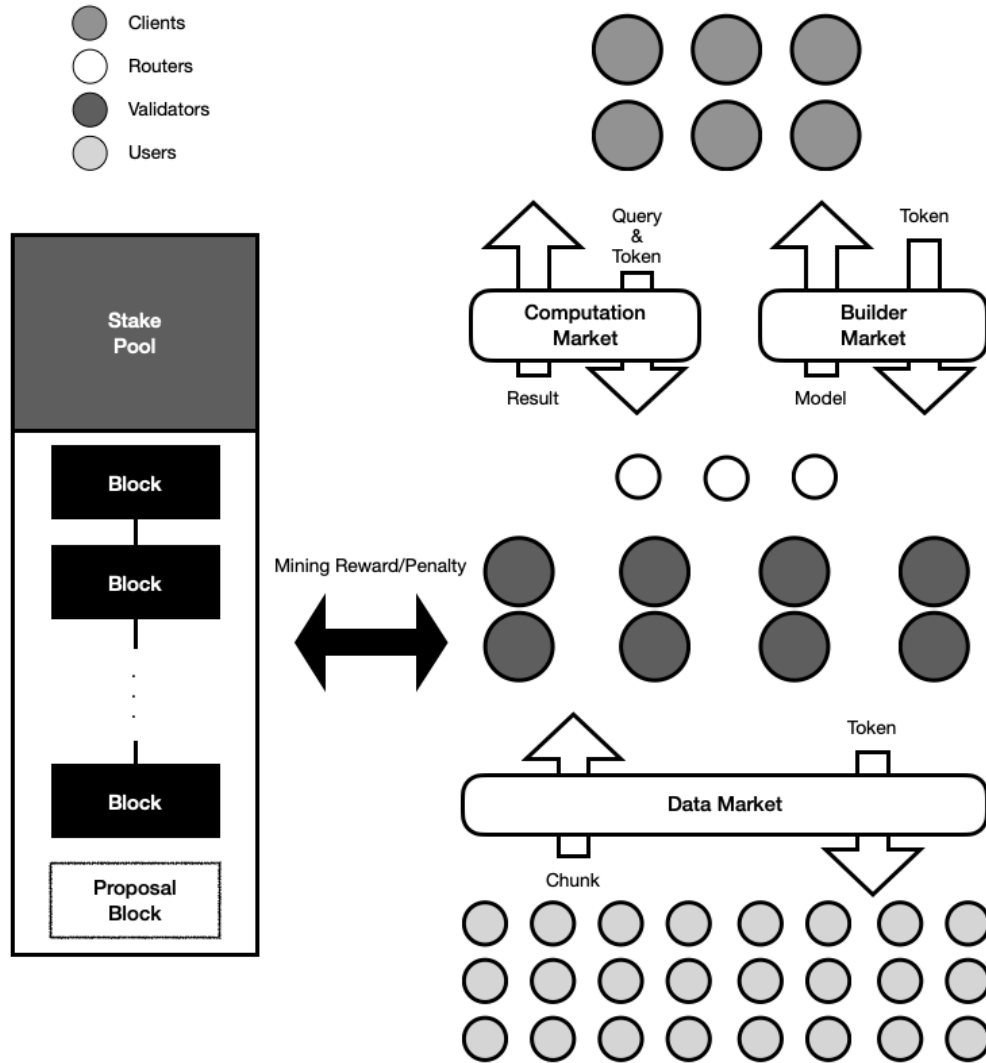 Clients
Routers
Validators
Users
Stake
Pool
Block
Block
Block
Proposal
Block
Mining Reward/Penalty
Query
&
Token
Token
Computation
Market
Builder
Market
Result
Model
Token
Data Market
Chunk